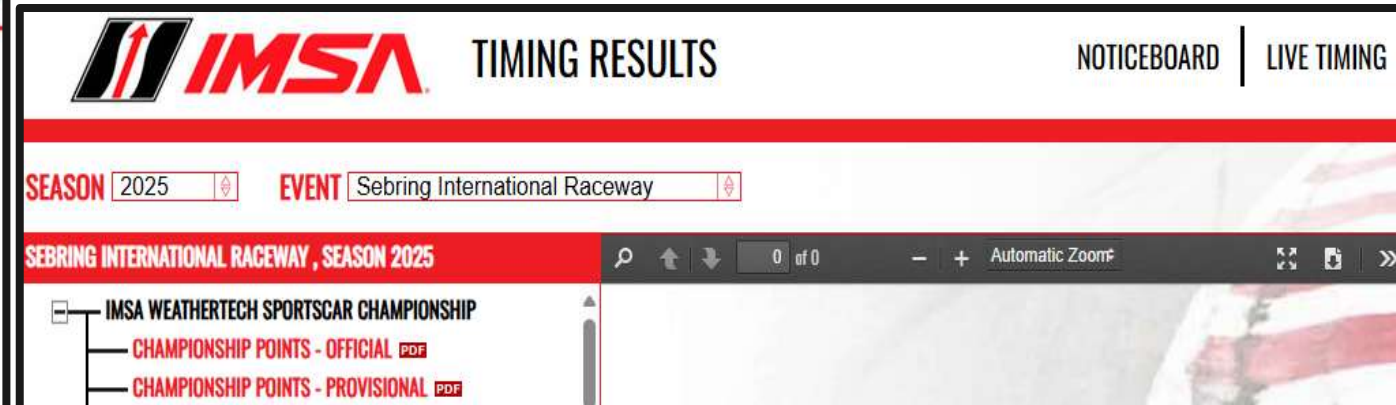 IMSA TIMING RESULTS NOTICEBOARD LIVE TIMING
SEASON 2025 EVENT Sebring International Raceway
SEBRING INTERNATIONAL RACEWAY , SEASON 2025 0 of 0 − + Automatic Zoom
IMSA WEATHERTECH SPORTSCAR CHAMPIONSHIP
CHAMPIONSHIP POINTS - OFFICIAL PDF
CHAMPIONSHIP POINTS - PROVISIONAL PDF